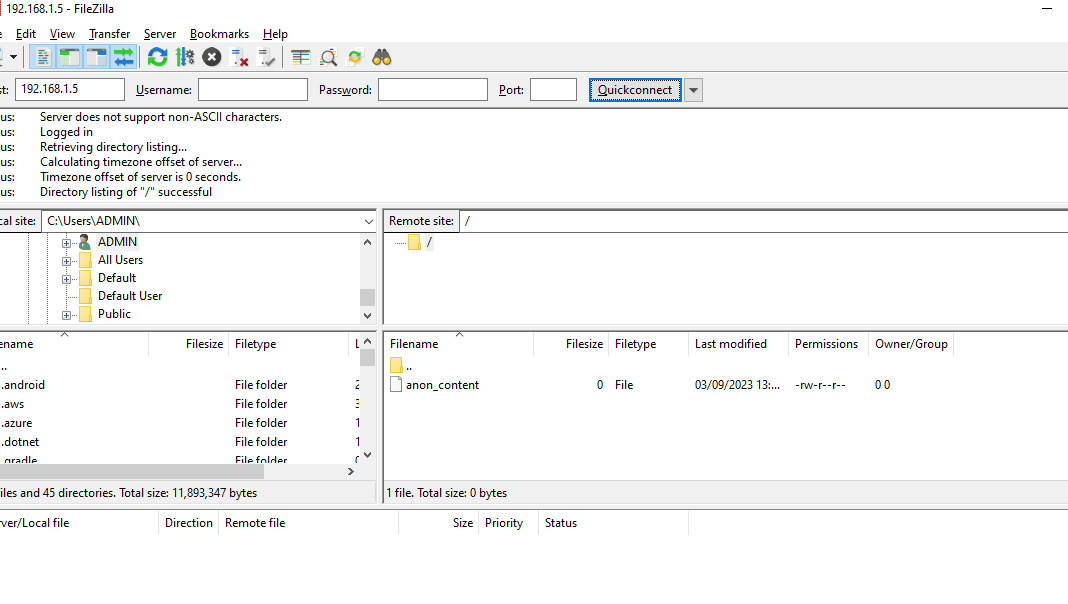 192.168.1.5 - FileZilla
Edit View Transfer Server Bookmarks Help
192.168.1.5 Username: Password: Port: Quickconnect
us: Server does not support non-ASCII characters.
us: Logged in
us: Retrieving directory listing...
us: Calculating timezone offset of server...
us: Timezone offset of server is 0 seconds.
us: Directory listing of "/" successful
cal site: C:\Users\ADMIN\
ADMIN
All Users
Default
Default User
Public
Remote site: /
/
ename Filesize Filetype L
..
.android File folder 2
.aws File folder 3
.azure File folder 1
.dotnet File folder 1
.gradle File folder
iles and 45 directories. Total size: 11,893,347 bytes
Filename Filesize Filetype Last modified Permissions Owner/Group
..
anon_content 0 File 03/09/2023 13:... -rw-r--r-- 0 0
1 file. Total size: 0 bytes
rver/Local file Direction Remote file Size Priority Status